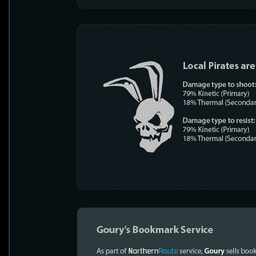 Local Pirates are
Damage type to shoot:
79% Kinetic (Primary)
18% Thermal (Secondar
Damage type to resist:
79% Kinetic (Primary)
18% Thermal (Secondar
Goury's Bookmark Service
As part of NorthernRoute service, Goury sells book